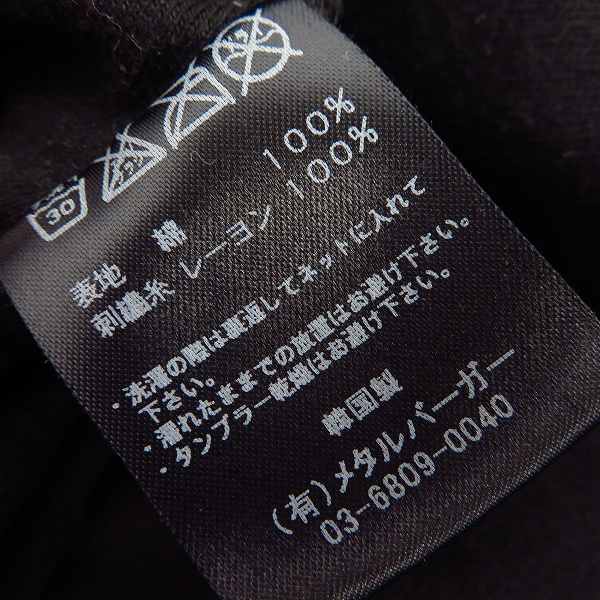 30
表地 綿 100%
刺繍糸 レーヨン 100%
・洗濯の際は裏返してネットに入れて
下さい。
・濡れたままでの放置はお避け下さい。
・タンブラー乾燥はお避け下さい。
韓国製
(有)メタルバーガー
03-6809-0040